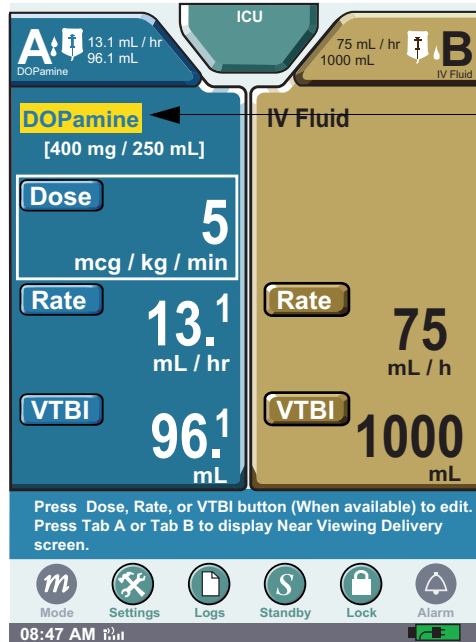 ICU
A 13.1 mL / hr
96.1 mL
DOPamine
75 mL / hr B
1000 mL
IV Fluid
DOPamine
[400 mg / 250 mL]
Dose
5
mcg / kg / min
Rate
13.1
mL / hr
VTBI
96.1
mL
IV Fluid
Rate
75
mL / h
VTBI
1000
mL
Press Dose, Rate, or VTBI button (When available) to edit.
Press Tab A or Tab B to display Near Viewing Delivery
screen.
m
Mode
Settings
Logs
S
Standby
Lock
Alarm
08:47 AM